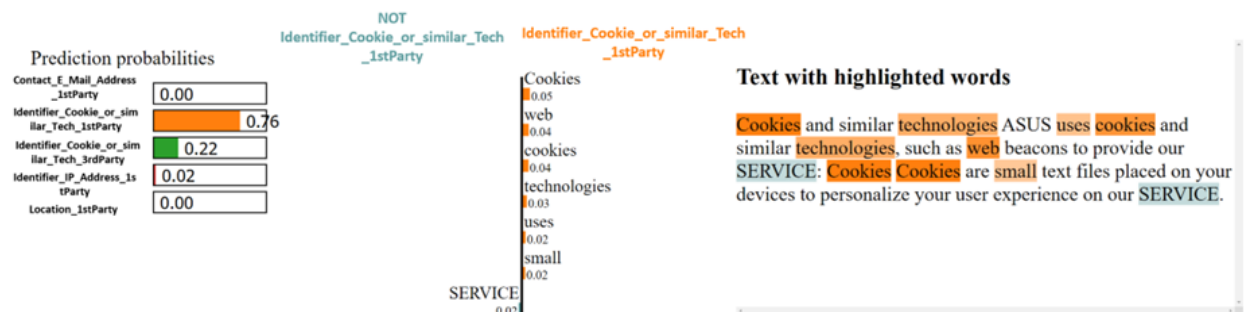 Prediction probabilities
Contact_E_Mail_Address
_1stParty
0.00
Identifier_Cookie_or_sim
ilar_Tech_1stParty
0.76
Identifier_Cookie_or_sim
ilar_Tech_3rdParty
0.22
Identifier_IP_Address_1s
tParty
0.02
Location_1stParty
0.00
NOT
Identifier_Cookie_or_similar_Tech
_1stParty
Identifier_Cookie_or_similar_Tech
_1stParty
Cookies
0.05
web
0.04
cookies
0.04
technologies
0.03
uses
0.02
small
0.02
SERVICE
0.02
Text with highlighted words
Cookies and similar technologies ASUS uses cookies and
similar technologies, such as web beacons to provide our
SERVICE: Cookies Cookies are small text files placed on your
devices to personalize your user experience on our SERVICE.